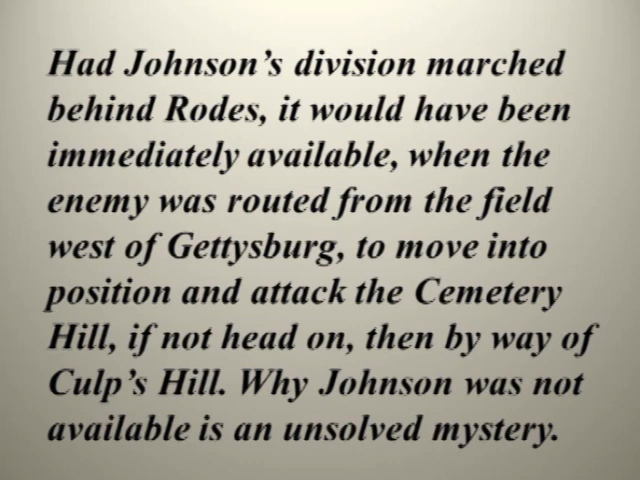 Had Johnson's division marched
behind Rodes, it would have been
immediately available, when the
enemy was routed from the field
west of Gettysburg, to move into
position and attack the Cemetery
Hill, if not head on, then by way of
Culp's Hill. Why Johnson was not
available is an unsolved mystery.